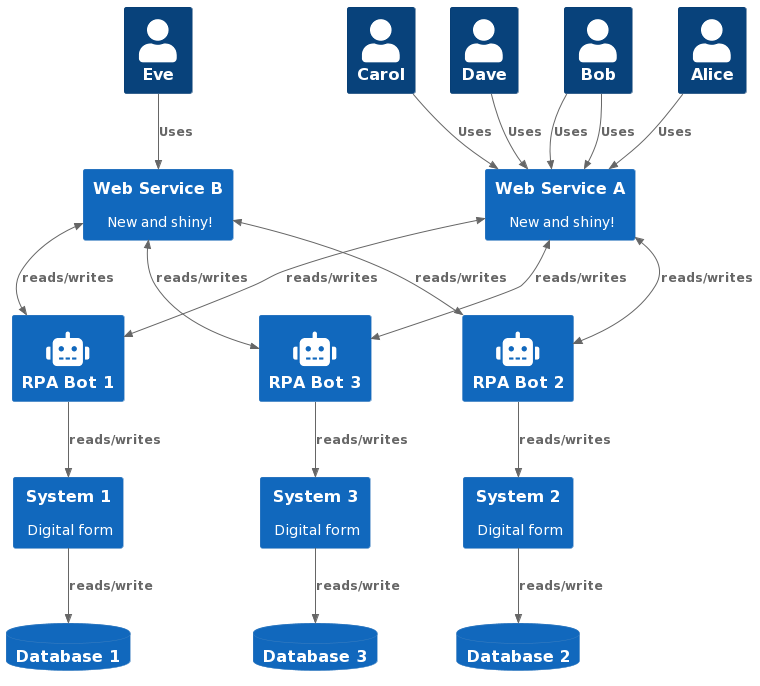 Eve
Carol
Dave
Bob
Alice
Uses
Uses
Uses
Uses
Uses
Uses
Web Service B
New and shiny!
Web Service A
New and shiny!
reads/writes
reads/writes
reads/writes
reads/writes
reads/writes
reads/writes
RPA Bot 1
RPA Bot 3
RPA Bot 2
reads/writes
reads/writes
reads/writes
System 1
Digital form
System 3
Digital form
System 2
Digital form
reads/write
reads/write
reads/write
Database 1
Database 3
Database 2